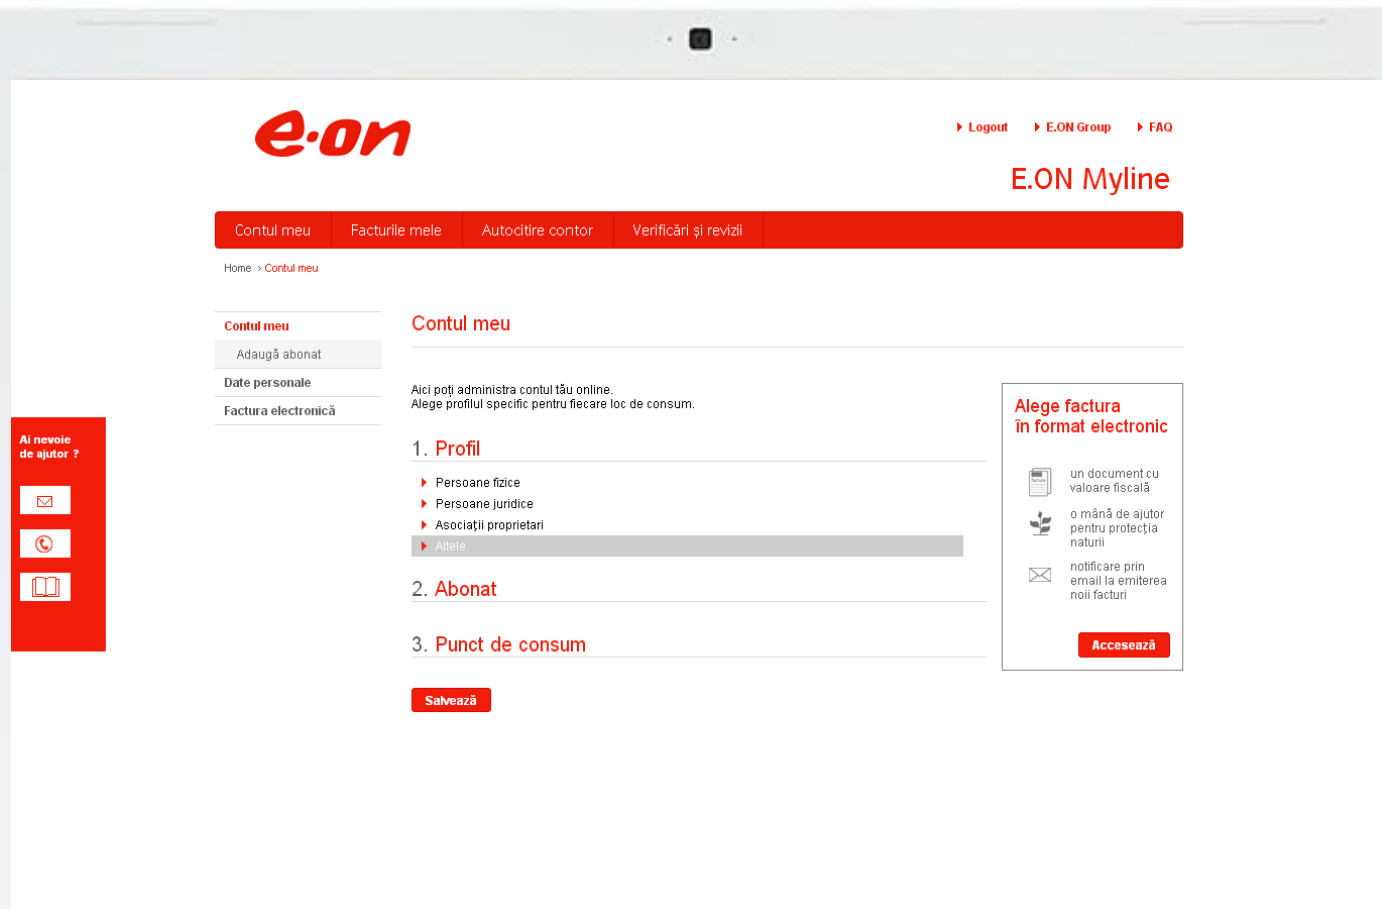 e·on
Logout E.ON Group FAQ
E.ON Myline
Contul meu Facturile mele Autocitire contor Verificări și revizii
Home > Contul meu
Contul meu
Adaugă abonat
Date personale
Factura electronică
Ai nevoie
de ajutor ?
Contul meu
Aici poți administra contul tău online.
Alege profilul specific pentru fiecare loc de consum.
1. Profil
Persoane fizice
Persoane juridice
Asociații proprietari
Altele
2. Abonat
3. Punct de consum
Salvează
Alege factura
în format electronic
factura
un document cu
valoare fiscală
o mână de ajutor
pentru protecția
naturii
notificare prin
email la emiterea
noii facturi
Accesează